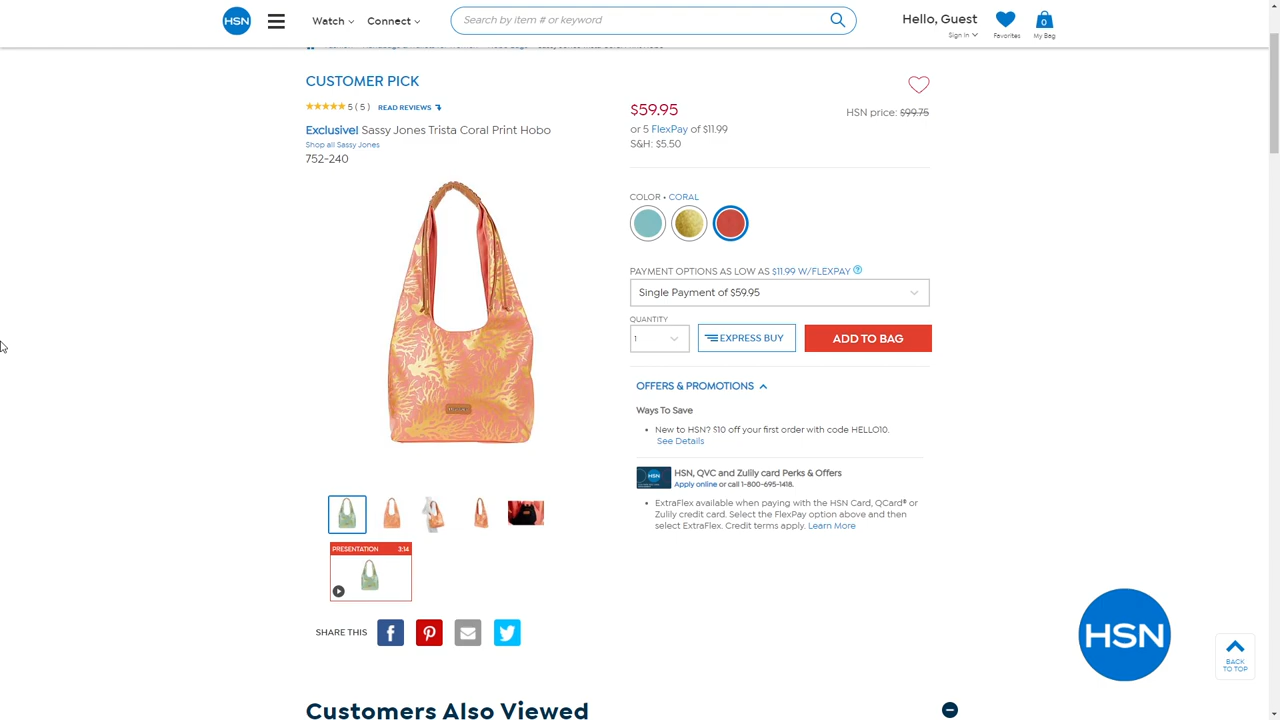 HSN
Watch
Connect
Search by item # or keyword
Hello, Guest
Sign In
Favorites
0
My Bag
CUSTOMER PICK
5 ( 5 )
READ REVIEWS
Exclusive! Sassy Jones Trista Coral Print Hobo
Shop all Sassy Jones
752-240
$59.95
HSN price: $99.75
or 5 FlexPay of $11.99
S&H: $5.50
COLOR • CORAL
PAYMENT OPTIONS AS LOW AS $11.99 W/FLEXPAY
Single Payment of $59.95
QUANTITY
1
EXPRESS BUY
ADD TO BAG
OFFERS & PROMOTIONS
Ways To Save
• New to HSN? $10 off your first order with code HELLO10.
See Details
HSN
HSN, QVC and Zulily card Perks & Offers
Apply online or call 1-800-695-1418.
• ExtraFlex available when paying with the HSN Card, QCard® or
Zulily credit card. Select the FlexPay option above and then
select ExtraFlex. Credit terms apply. Learn More
PRESENTATION 3:14
SHARE THIS
HSN
BACK
TO TOP
Customers Also Viewed